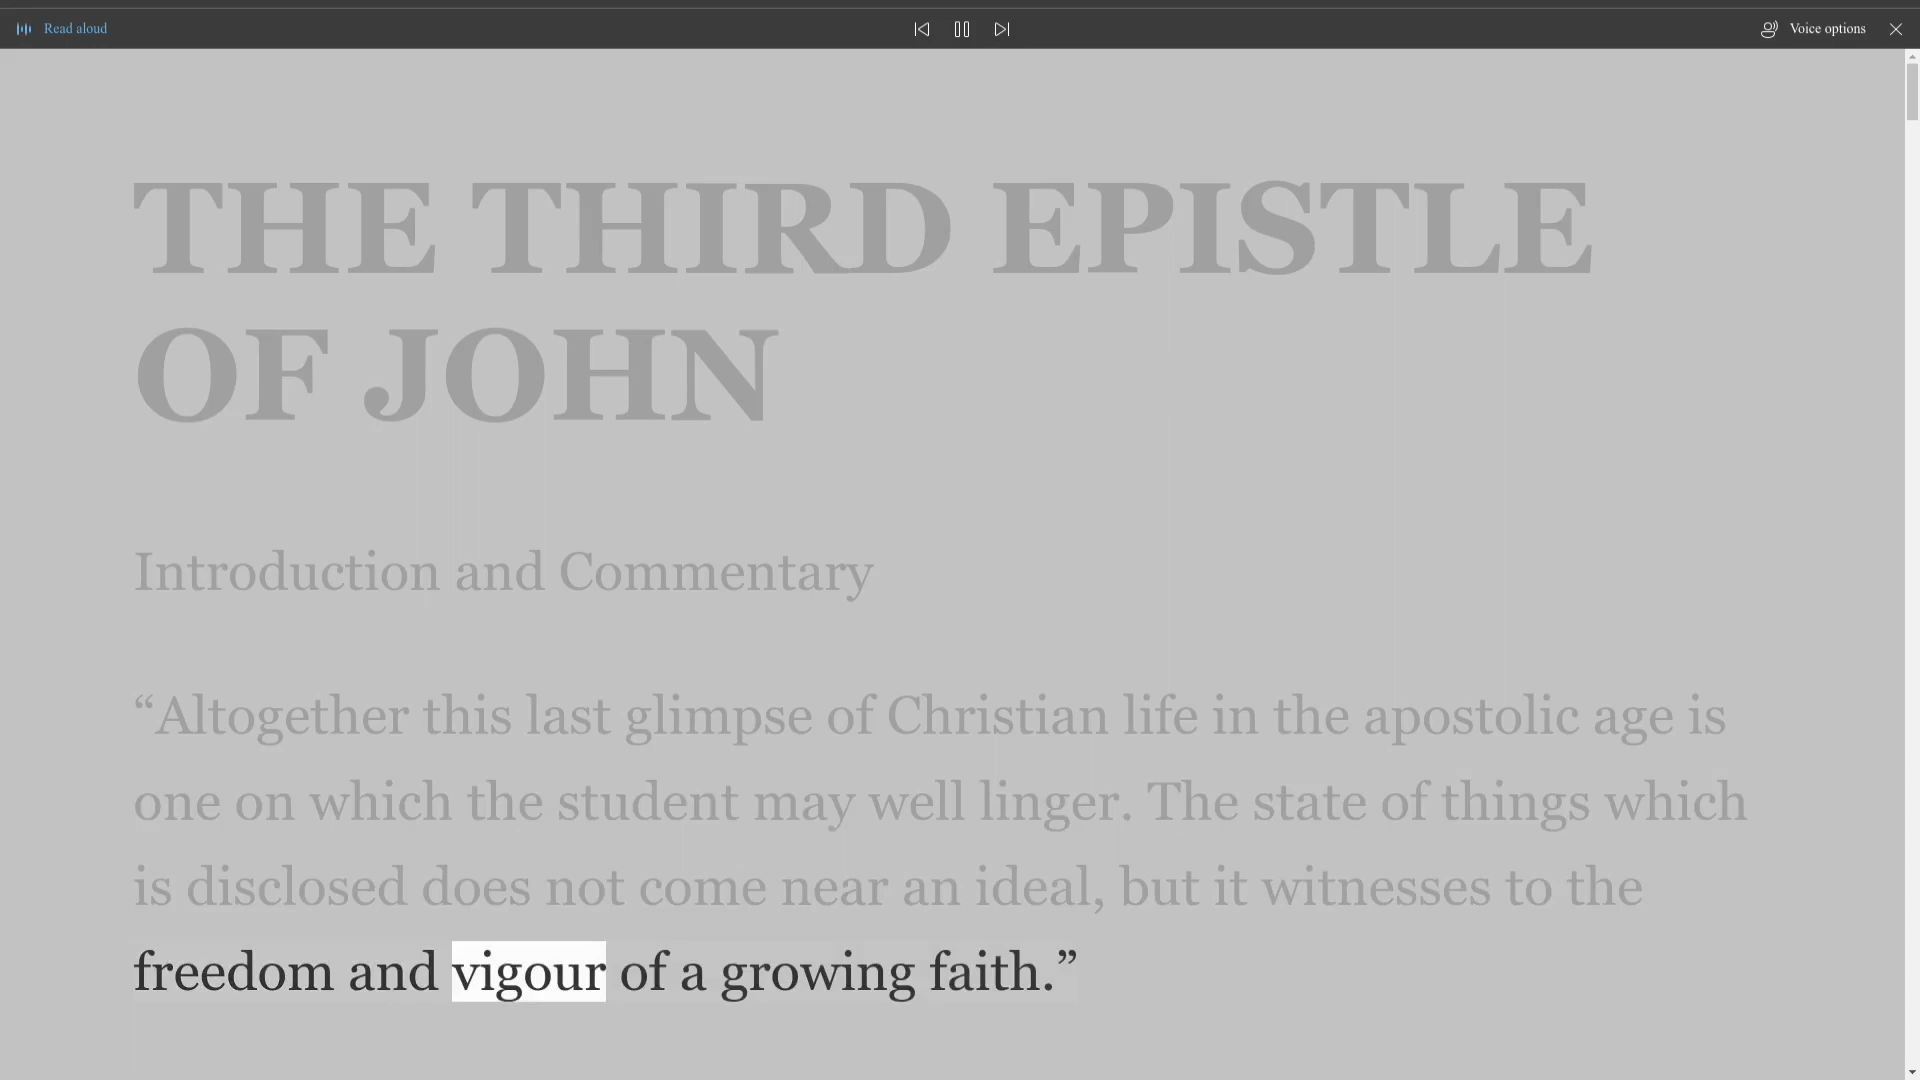 Read aloud
Voice options
THE THIRD EPISTLE
OF JOHN
Introduction and Commentary
“Altogether this last glimpse of Christian life in the apostolic age is
one on which the student may well linger. The state of things which
is disclosed does not come near an ideal, but it witnesses to the
freedom and vigour of a growing faith.”